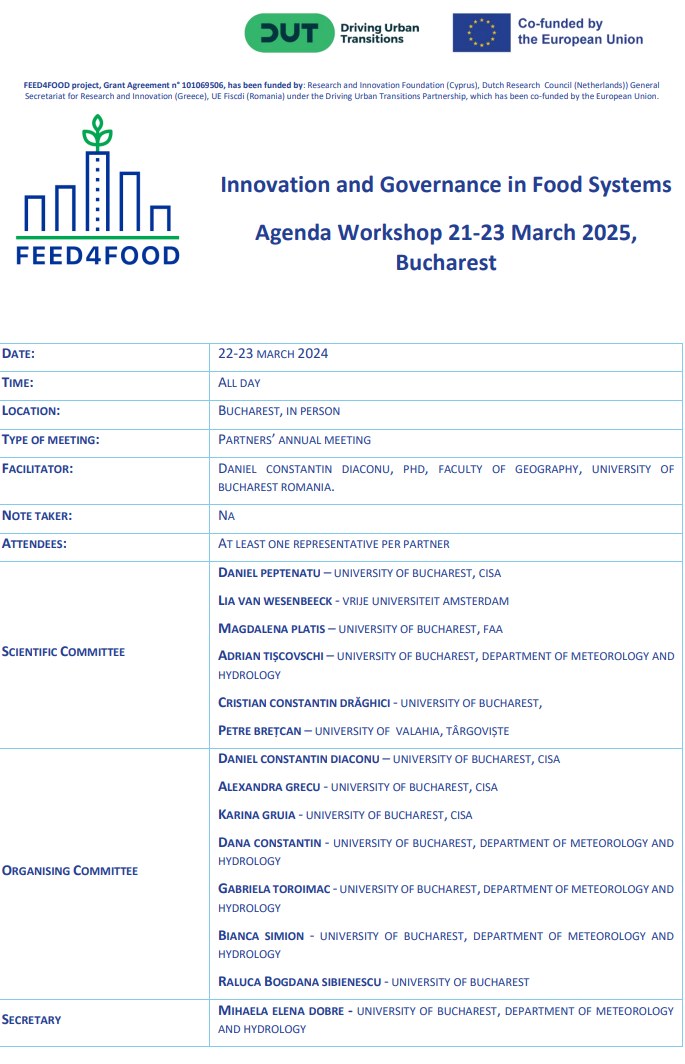 DUT Driving Urban Transitions
Co-funded by the European Union
FEED4FOOD project, Grant Agreement n° 101069506, has been funded by: Research and Innovation Foundation (Cyprus), Dutch Research Council (Netherlands)) General
Secretariat for Research and Innovation (Greece), UE Fiscdi (Romania) under the Driving Urban Transitions Partnership, which has been co-funded by the European Union.
FEED4FOOD
Innovation and Governance in Food Systems
Agenda Workshop 21-23 March 2025,
Bucharest
DATE: 22-23 MARCH 2024
TIME: ALL DAY
LOCATION: BUCHAREST, IN PERSON
TYPE OF MEETING: PARTNERS’ ANNUAL MEETING
FACILITATOR: DANIEL CONSTANTIN DIACONU, PHD, FACULTY OF GEOGRAPHY, UNIVERSITY OF
BUCHAREST ROMANIA.
NOTE TAKER: NA
ATTENDEES: AT LEAST ONE REPRESENTATIVE PER PARTNER
SCIENTIFIC COMMITTEE
DANIEL PEPTENATU – UNIVERSITY OF BUCHAREST, CISA
LIA VAN WESENBEECK - VRIJE UNIVERSITEIT AMSTERDAM
MAGDALENA PLATIS – UNIVERSITY OF BUCHAREST, FAA
ADRIAN TIȘCOVSCHI – UNIVERSITY OF BUCHAREST, DEPARTMENT OF METEOROLOGY AND
HYDROLOGY
CRISTIAN CONSTANTIN DRĂGHICI - UNIVERSITY OF BUCHAREST,
PETRE BREȚCAN – UNIVERSITY OF VALAHIA, TÂRGOVIȘTE
ORGANISING COMMITTEE
DANIEL CONSTANTIN DIACONU – UNIVERSITY OF BUCHAREST, CISA
ALEXANDRA GRECU - UNIVERSITY OF BUCHAREST, CISA
KARINA GRUIA - UNIVERSITY OF BUCHAREST, CISA
DANA CONSTANTIN - UNIVERSITY OF BUCHAREST, DEPARTMENT OF METEOROLOGY AND
HYDROLOGY
GABRIELA TOROIMAC - UNIVERSITY OF BUCHAREST, DEPARTMENT OF METEOROLOGY AND
HYDROLOGY
BIANCA SIMION - UNIVERSITY OF BUCHAREST, DEPARTMENT OF METEOROLOGY AND
HYDROLOGY
RALUCA BOGDANA SIBIENESCU - UNIVERSITY OF BUCHAREST
SECRETARY
MIHAELA ELENA DOBRE - UNIVERSITY OF BUCHAREST, DEPARTMENT OF METEOROLOGY
AND HYDROLOGY